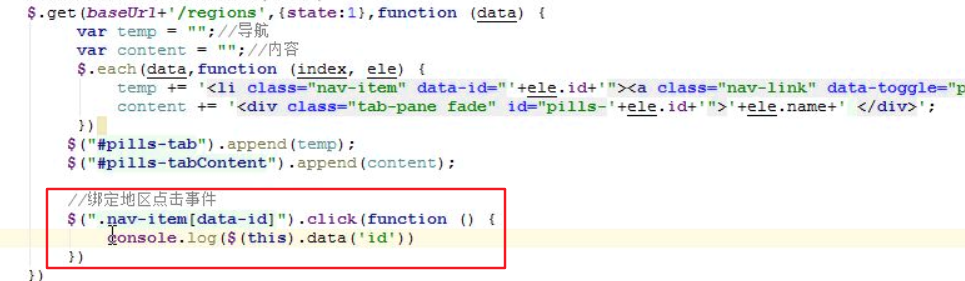 $.get(baseUrl+'/regions',{state:1},function (data) {
var temp = "";//导航
var content = "";//内容
$.each(data,function (index, ele) {
temp += '<li class="nav-item" data-id="'+ele.id+'"><a class="nav-link" data-toggle="p
content += '<div class="tab-pane fade" id="pills-'+ele.id+'">'+ele.name+' </div>';
})
$("#pills-tab").append(temp);
$("#pills-tabContent").append(content);
//绑定地区点击事件
$(".nav-item[data-id]").click(function () {
console.log($(this).data('id'))
})
})